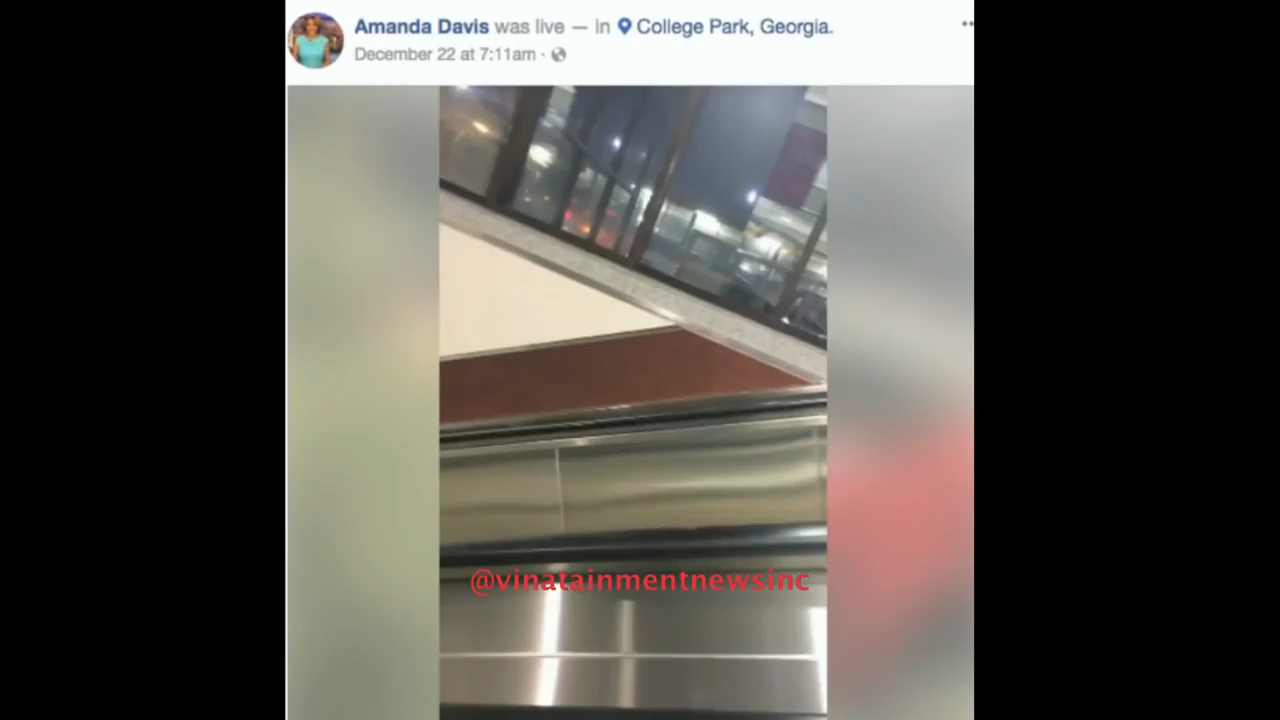 Amanda Davis was live — in College Park, Georgia.
December 22 at 7:11am ·
@vinatainmentnewsinc